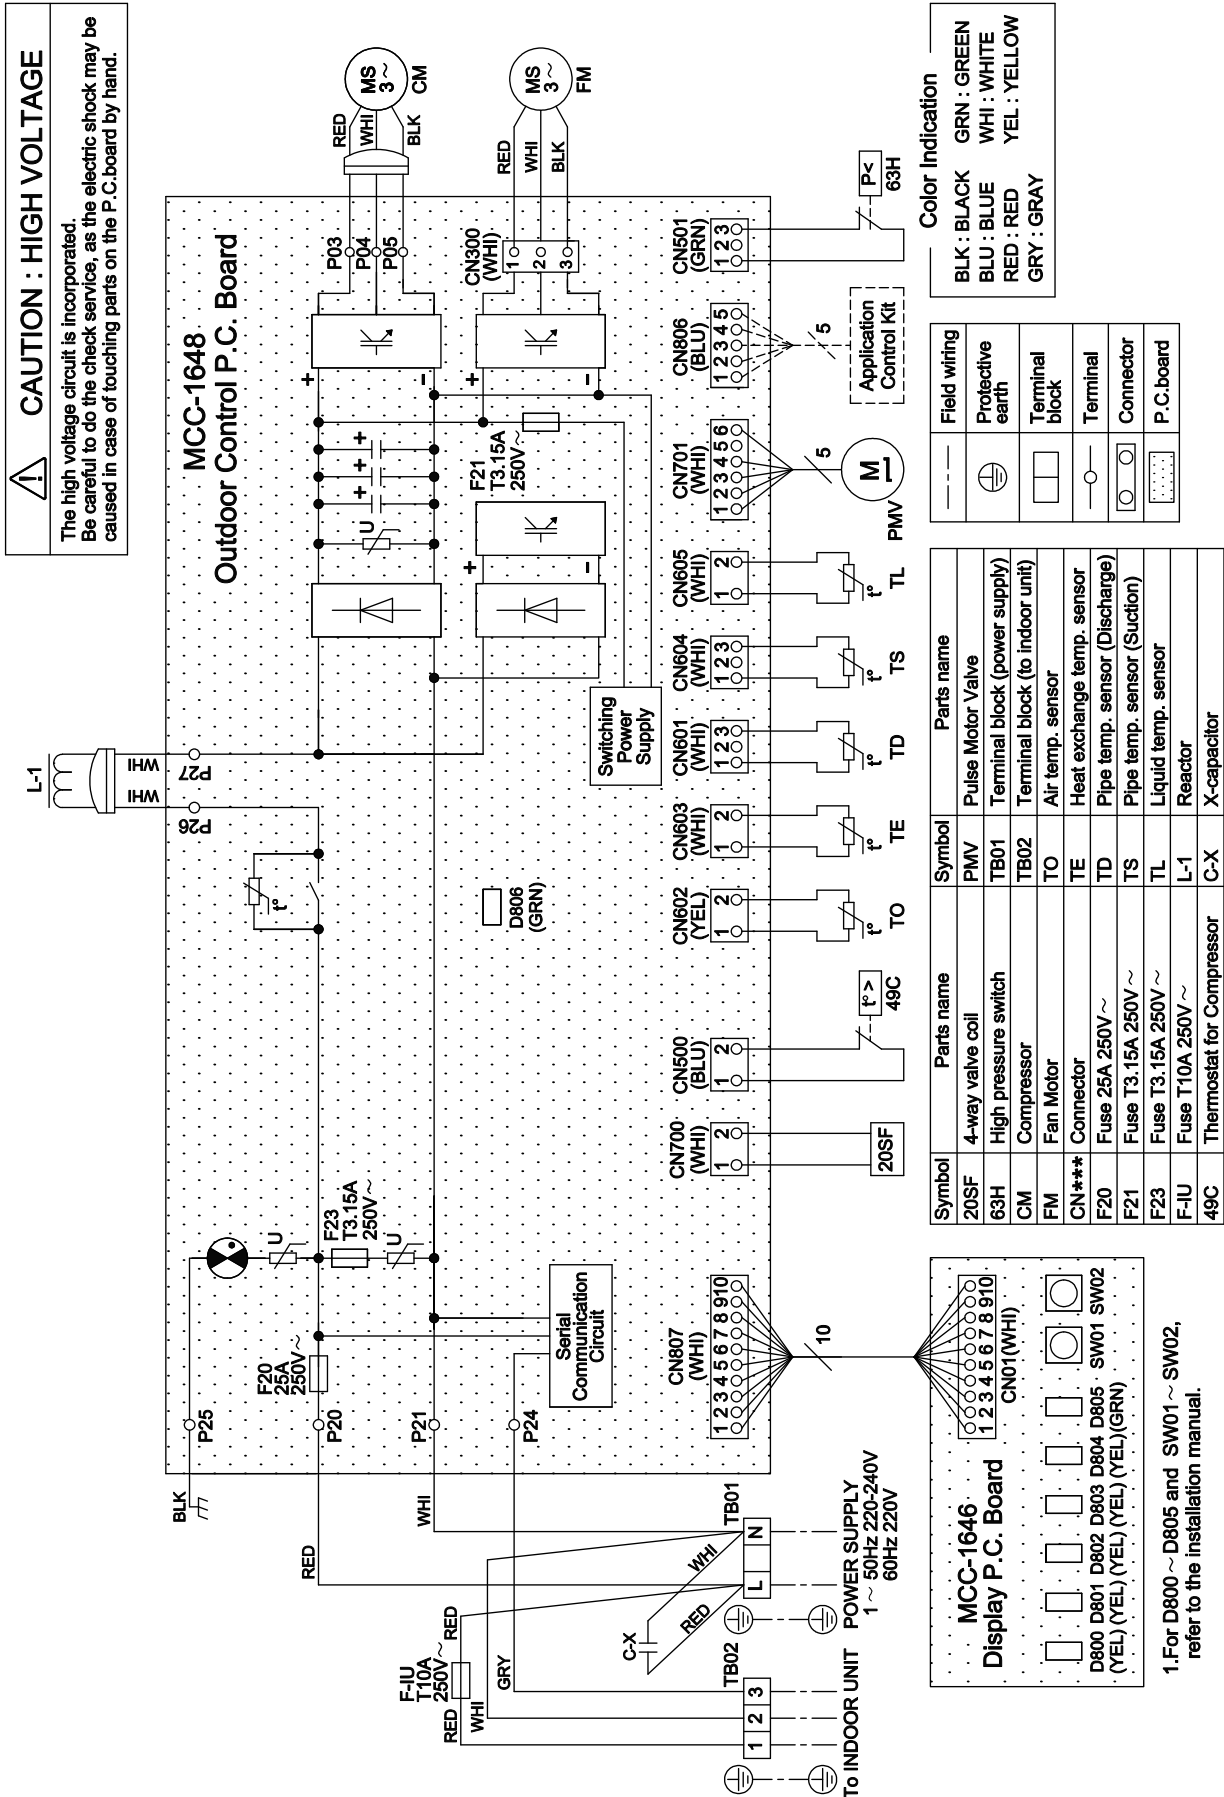 CAUTION : HIGH VOLTAGE
The high voltage circuit is incorporated.
Be careful to do the check service, as the electric shock may be
caused in case of touching parts on the P.C.board by hand.
MCC-1648
Outdoor Control P.C. Board
L-1
WHI
WHI
P26
P27
t°
P25
BLK
F20
25A
250V~
P20
RED
U
F23
T3.15A
250V~
U
P21
WHI
P24
GRY
Serial
Communication
Circuit
D806
(GRN)
Switching
Power
Supply
U
+
+
+
+
-
+
-
+
-
F21
T3.15A
250V~
P03
P04
P05
RED
WHI
BLK
MS
3~
CM
CN300
(WHI)
1
2
3
RED
WHI
BLK
MS
3~
FM
F-IU
T10A
250V~
RED
RED
WHI
C-X
WHI
RED
TB02
1 2 3
To INDOOR UNIT
TB01
L N
POWER SUPPLY
1~ 50Hz 220-240V
60Hz 220V
CN807
(WHI)
1 2 3 4 5 6 7 8 9 10
10
CN700
(WHI)
1 2
20SF
CN500
(BLU)
1 2
t°>
49C
CN602
(YEL)
1 2
t°
TO
CN603
(WHI)
1 2
t°
TE
CN601
(WHI)
1 2 3
t°
TD
CN604
(WHI)
1 2 3
t°
TS
CN605
(WHI)
1 2
t°
TL
CN701
(WHI)
1 2 3 4 5 6
5
M
PMV
CN806
(BLU)
1 2 3 4 5
5
Application
Control Kit
CN501
(GRN)
1 2 3
P<
63H
MCC-1646
Display P.C. Board
1 2 3 4 5 6 7 8 9 10
CN01(WHI)
D800 D801 D802 D803 D804 D805 SW01 SW02
(YEL) (YEL) (YEL) (YEL) (YEL) (GRN)
1.For D800~D805 and SW01~SW02,
refer to the installation manual.
Symbol Parts name Symbol Parts name
20SF 4-way valve coil PMV Pulse Motor Valve
63H High pressure switch TB01 Terminal block (power supply)
CM Compressor TB02 Terminal block (to indoor unit)
FM Fan Motor TO Air temp. sensor
CN*** Connector TE Heat exchange temp. sensor
F20 Fuse 25A 250V~ TD Pipe temp. sensor (Discharge)
F21 Fuse T3.15A 250V~ TS Pipe temp. sensor (Suction)
F23 Fuse T3.15A 250V~ TL Liquid temp. sensor
F-IU Fuse T10A 250V~ L-1 Reactor
49C Thermostat for Compressor C-X X-capacitor
Field wiring
Protective
earth
Terminal
block
Terminal
Connector
P.C.board
Color Indication
BLK : BLACK GRN : GREEN
BLU : BLUE WHI : WHITE
RED : RED YEL : YELLOW
GRY : GRAY